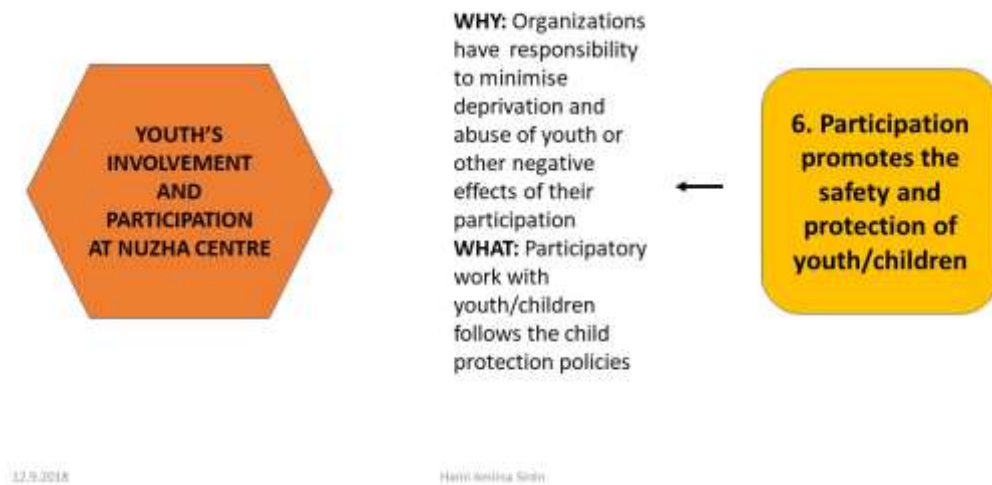 YOUTH'S
INVOLVEMENT
AND
PARTICIPATION
AT NUZHA CENTRE
WHY: Organizations
have responsibility
to minimise
deprivation and
abuse of youth or
other negative
effects of their
participation
WHAT: Participatory
work with
youth/children
follows the child
protection policies
6. Participation
promotes the
safety and
protection of
youth/children
12.9.2018